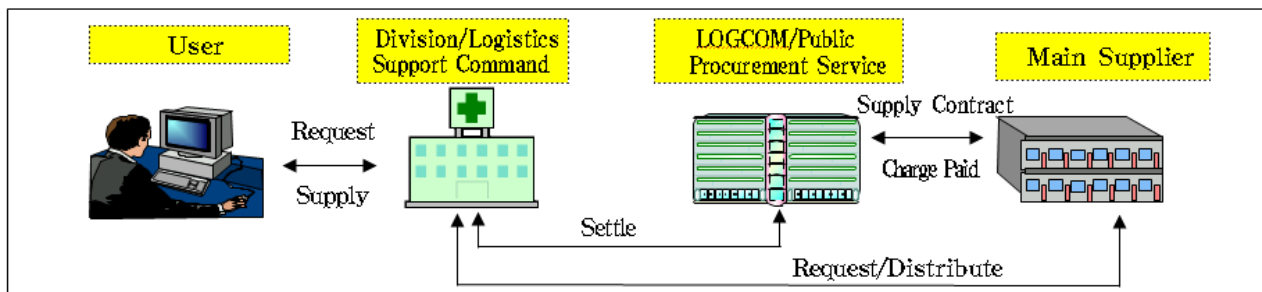 User
Division/Logistics
Support Command
LOGCOM/Public
Procurement Service
Main Supplier
Request
Supply
Supply Contract
Charge Paid
Settle
Request/Distribute